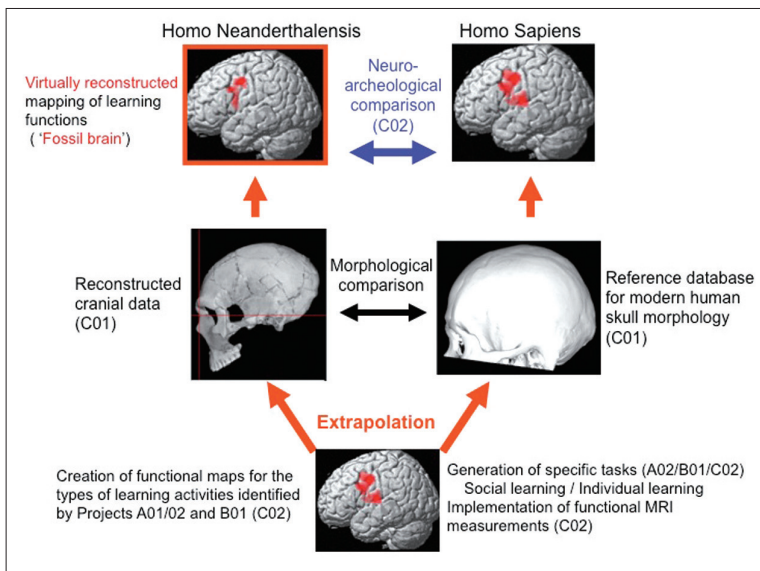 Homo Neanderthalensis
Homo Sapiens
Virtually reconstructed
mapping of learning
functions
( ‘Fossil brain’)
Neuro-
archeological
comparison
(C02)
Reconstructed
cranial data
(C01)
Morphological
comparison
Reference database
for modern human
skull morphology
(C01)
Extrapolation
Creation of functional maps for the
types of learning activities identified
by Projects A01/02 and B01 (C02)
Generation of specific tasks (A02/B01/C02)
Social learning / Individual learning
Implementation of functional MRI
measurements (C02)